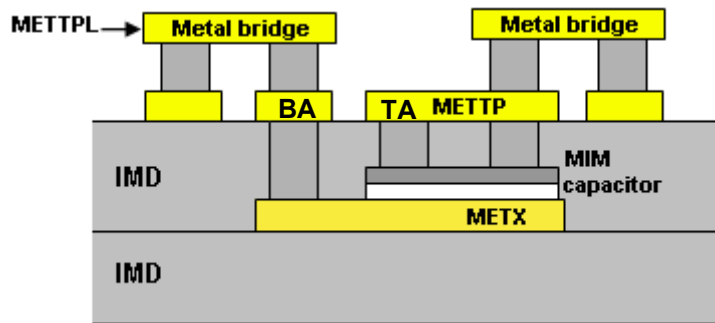 METTPL
Metal bridge
Metal bridge
BA
TA
METTP
IMD
MIM
capacitor
METX
IMD